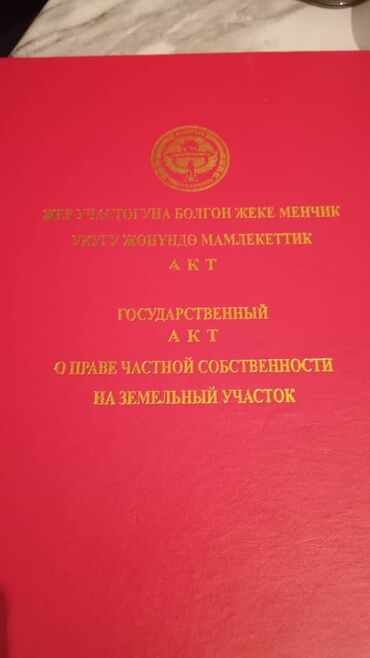 ЖЕР УЧАСТОГУНА БОЛГОН ЖЕКЕ МЕНЧИК
УКУГУ ЖӨНҮНДӨ МАМЛЕКЕТТИК
АКТ
ГОСУДАРСТВЕННЫЙ
АКТ
О ПРАВЕ ЧАСТНОЙ СОБСТВЕННОСТИ
НА ЗЕМЕЛЬНЫЙ УЧАСТОК